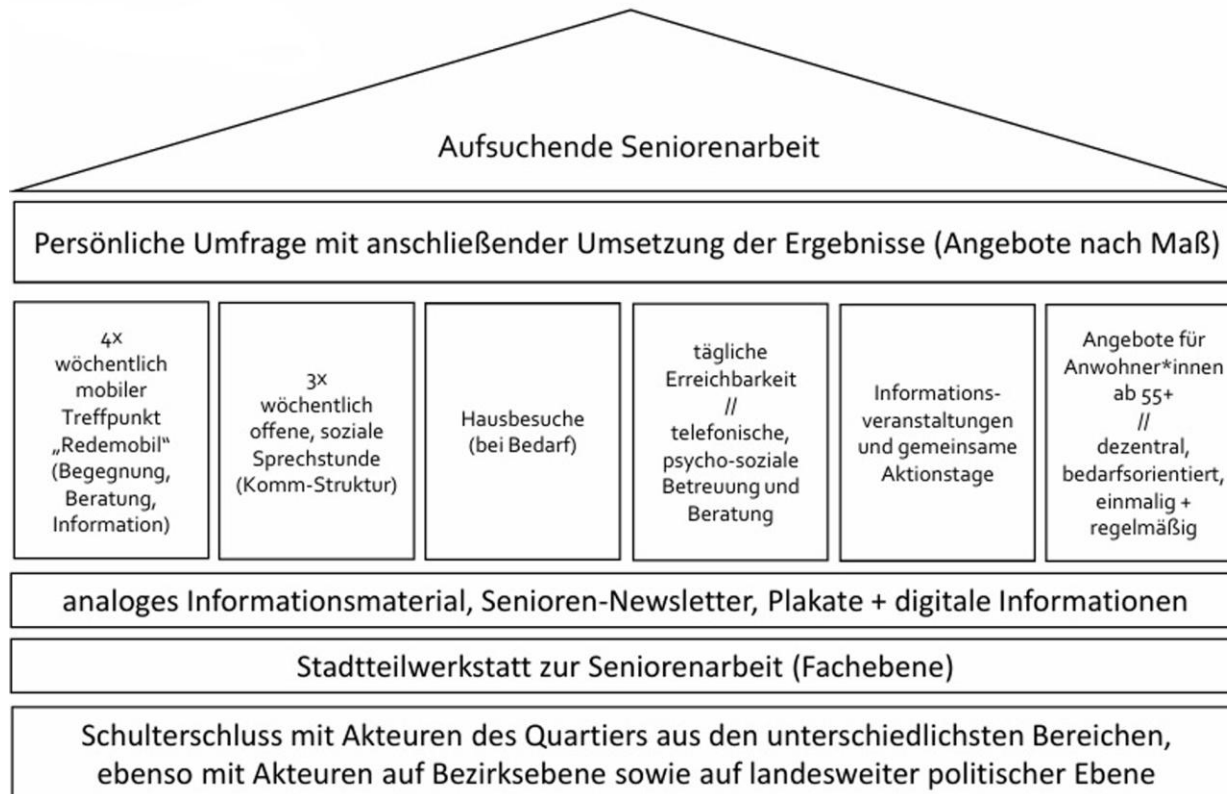 Aufsuchende Seniorenarbeit
Persönliche Umfrage mit anschließender Umsetzung der Ergebnisse (Angebote nach Maß)
4x
wöchentlich
mobiler
Treffpunkt
„Redemobil“
(Begegnung,
Beratung,
Information)
3x
wöchentlich
offene, soziale
Sprechstunde
(Komm-Struktur)
Hausbesuche
(bei Bedarf)
tägliche
Erreichbarkeit
//
telefonische,
psycho-soziale
Betreuung und
Beratung
Informations-
veranstaltungen
und gemeinsame
Aktionstage
Angebote für
Anwohner*innen
ab 55+
//
dezentral,
bedarfsorientiert,
einmalig +
regelmäßig
analoges Informationsmaterial, Senioren-Newsletter, Plakate + digitale Informationen
Stadtteilwerkstatt zur Seniorenarbeit (Fachebene)
Schulterschluss mit Akteuren des Quartiers aus den unterschiedlichsten Bereichen,
ebenso mit Akteuren auf Bezirksebene sowie auf landesweiter politischer Ebene